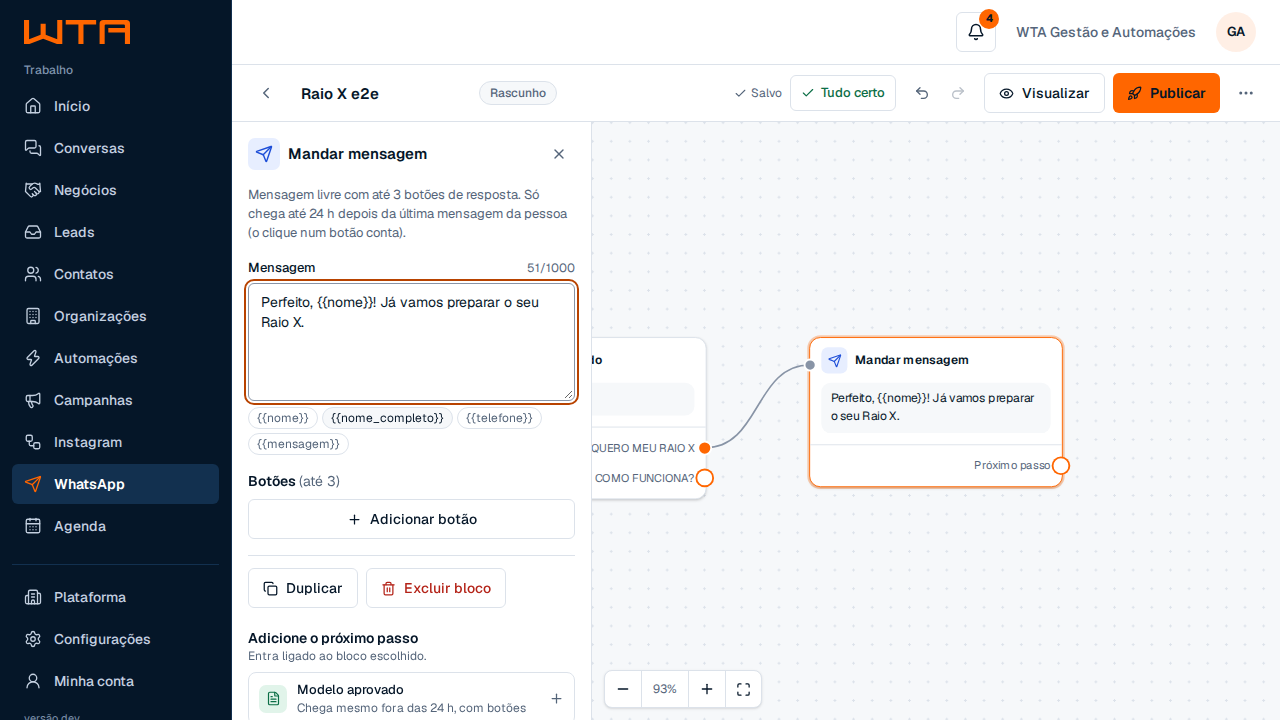 WTA
Trabalho
Início
Conversas
Negócios
Leads
Contatos
Organizações
Automações
Campanhas
Instagram
WhatsApp
Agenda
Plataforma
Configurações
Minha conta
versão dev
4
WTA Gestão e Automações
GA
Raio X e2e
Rascunho
Salvo
Tudo certo
Visualizar
Publicar
Mandar mensagem
Mensagem livre com até 3 botões de resposta. Só
chega até 24 h depois da última mensagem da pessoa
(o clique num botão conta).
Mensagem
51/1000
Perfeito, {{nome}}! Já vamos preparar o seu
Raio X.
{{nome}}
{{nome_completo}}
{{telefone}}
{{mensagem}}
Botões (até 3)
Adicionar botão
Duplicar
Excluir bloco
Adicione o próximo passo
Entra ligado ao bloco escolhido.
Modelo aprovado
Chega mesmo fora das 24 h, com botões
do
QUERO MEU RAIO X
COMO FUNCIONA?
Mandar mensagem
Perfeito, {{nome}}! Já vamos preparar
o seu Raio X.
Próximo passo
93%